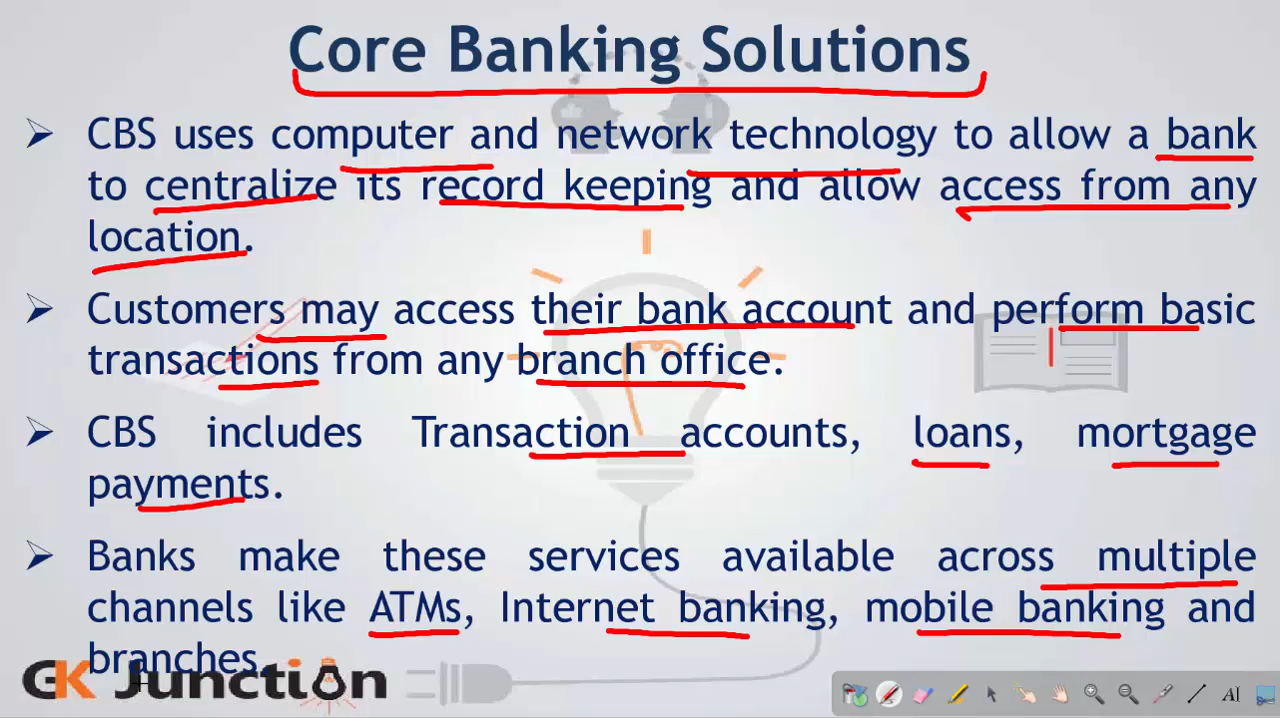 Core Banking Solutions
➢ CBS uses computer and network technology to allow a bank
to centralize its record keeping and allow access from any
location.
➢ Customers may access their bank account and perform basic
transactions from any branch office.
➢ CBS includes Transaction accounts, loans, mortgage
payments.
➢ Banks make these services available across multiple
channels like ATMs, Internet banking, mobile banking and
branches.
GK Junction
AI